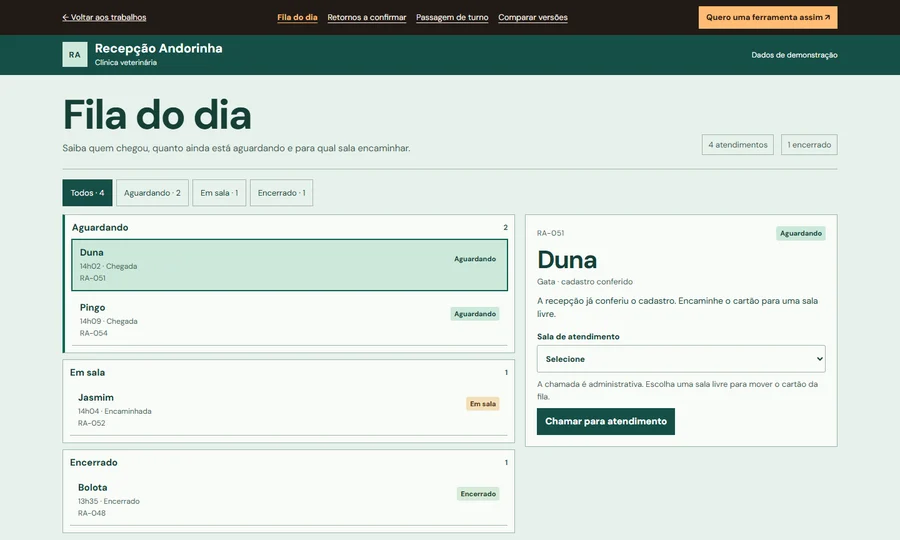 ← Voltar aos trabalhos
Fila do dia
Retornos a confirmar
Passagem de turno
Comparar versões
Quero uma ferramenta assim ↗
RA
Recepção Andorinha
Clínica veterinária
Dados de demonstração
Fila do dia
Saiba quem chegou, quanto ainda está aguardando e para qual sala encaminhar.
4 atendimentos
1 encerrado
Todos · 4
Aguardando · 2
Em sala · 1
Encerrado · 1
Aguardando
2
Duna
14h02 · Chegada
RA-051
Aguardando
Pingo
14h09 · Chegada
RA-054
Aguardando
Em sala
1
Jasmim
14h04 · Encaminhada
RA-052
Em sala
Encerrado
1
Bolota
13h35 · Encerrado
RA-048
Encerrado
RA-051
Aguardando
Duna
Gata · cadastro conferido
A recepção já conferiu o cadastro. Encaminhe o cartão para uma sala
livre.
Sala de atendimento
Selecione
A chamada é administrativa. Escolha uma sala livre para mover o cartão da
fila.
Chamar para atendimento